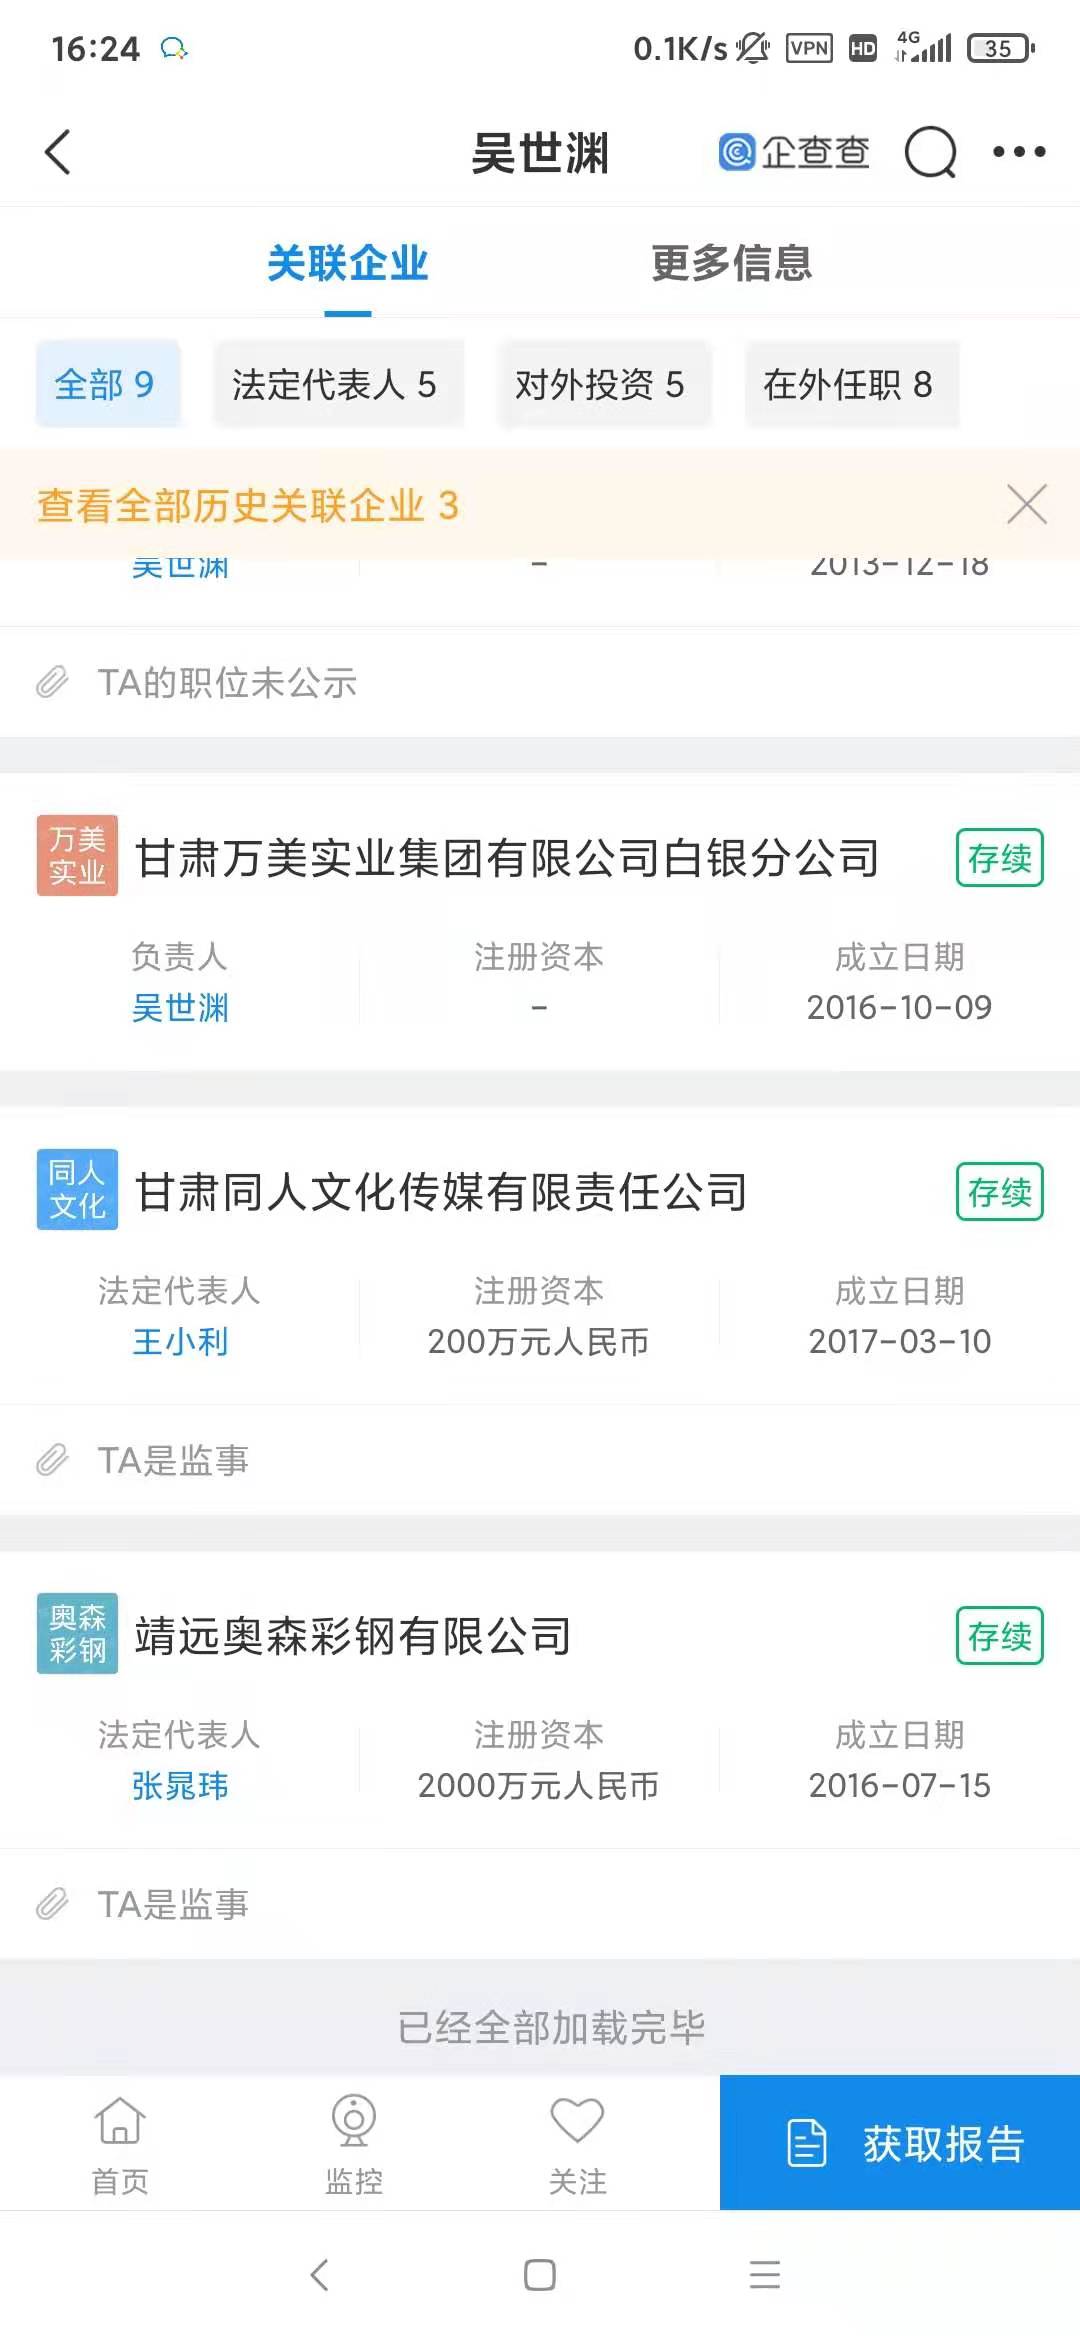 16:24 0.1K/s VPN HD 4G 35
吴世渊 企查查
关联企业 更多信息
全部 9 法定代表人 5 对外投资 5 在外任职 8
查看全部历史关联企业 3
吴世渊 - 2013-12-18
TA的职位未公示
万美
实业
甘肃万美实业集团有限公司白银分公司 存续
负责人 注册资本 成立日期
吴世渊 - 2016-10-09
同人
文化
甘肃同人文化传媒有限责任公司 存续
法定代表人 注册资本 成立日期
王小利 200万元人民币 2017-03-10
TA是监事
奥森
彩钢
靖远奥森彩钢有限公司 存续
法定代表人 注册资本 成立日期
张晁玮 2000万元人民币 2016-07-15
TA是监事
已经全部加载完毕
首页 监控 关注 获取报告